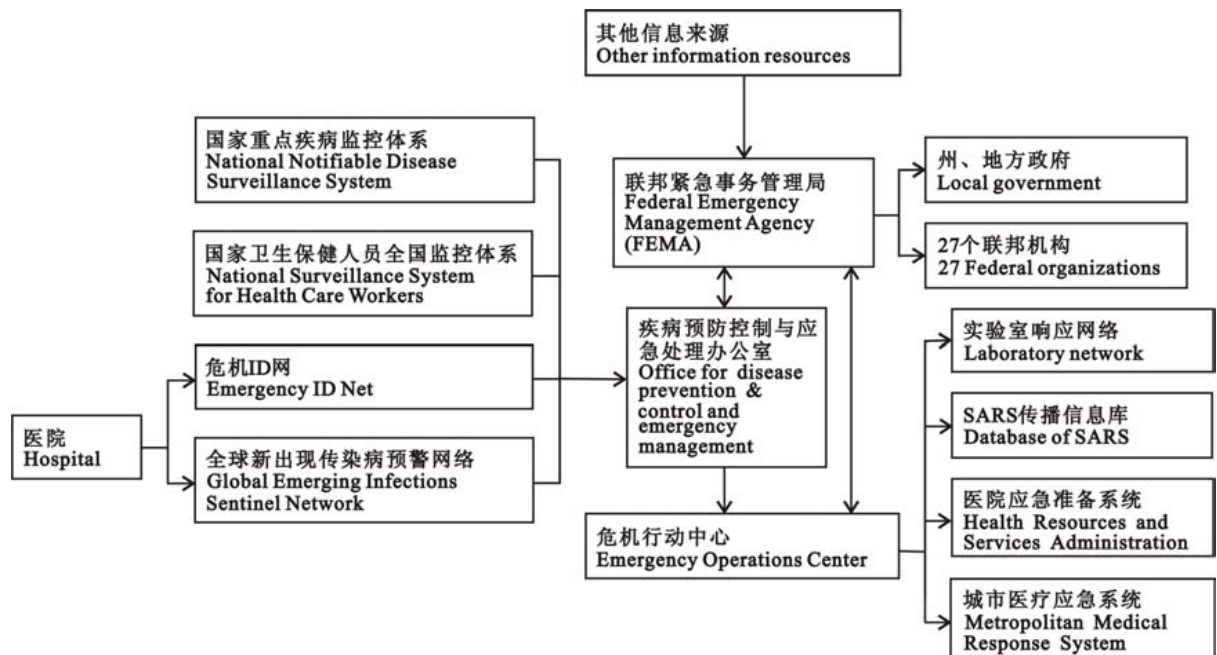 其他信息来源
Other information resources
国家重点疾病监控体系
National Notifiable Disease
Surveillance System
国家卫生保健人员全国监控体系
National Surveillance System
for Health Care Workers
危机ID网
Emergency ID Net
医院
Hospital
全球新出现传染病预警网络
Global Emerging Infections
Sentinel Network
联邦紧急事务管理局
Federal Emergency
Management Agency
(FEMA)
疾病预防控制与应
急处理办公室
Office for disease
prevention &
control and
emergency
management
危机行动中心
Emergency Operations Center
州、地方政府
Local government
27个联邦机构
27 Federal organizations
实验室响应网络
Laboratory network
SARS传播信息库
Database of SARS
医院应急准备系统
Health Resources and
Services Administration
城市医疗应急系统
Metropolitan Medical
Response System